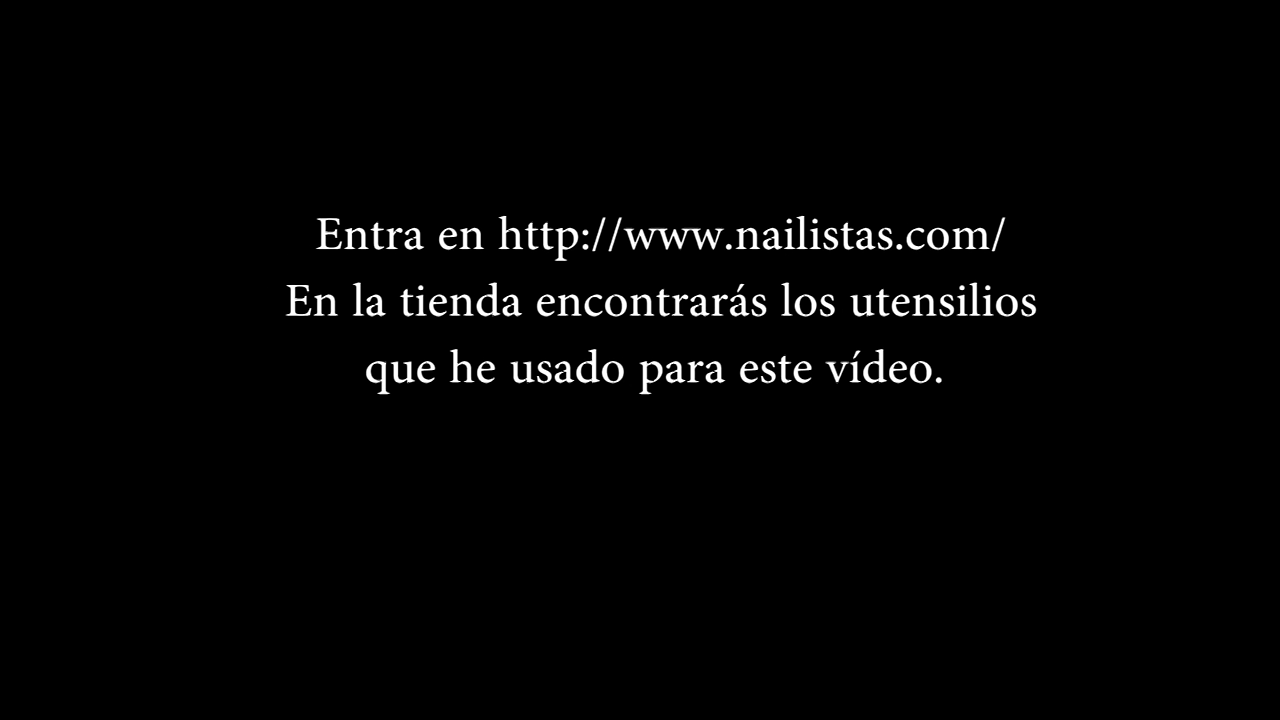 Entra en http://www.nailistas.com/
En la tienda encontrarás los utensilios
que he usado para este vídeo.